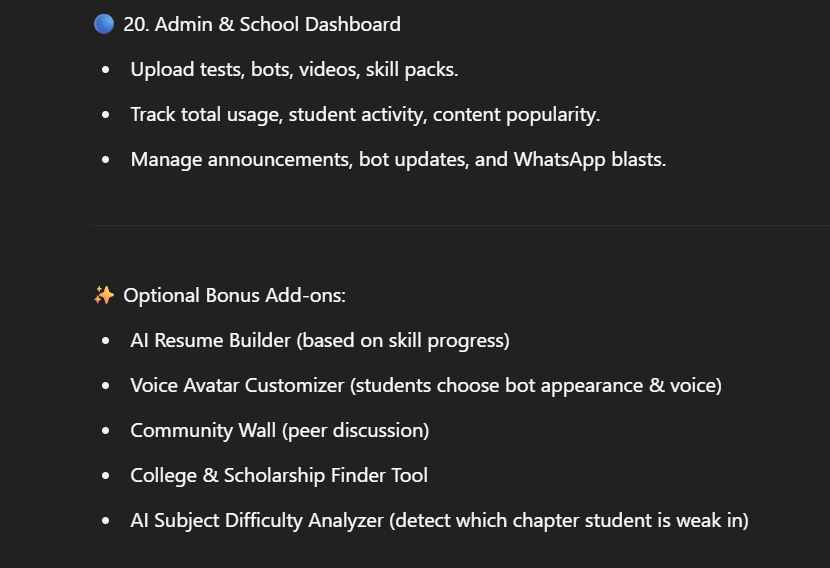 🔵 20. Admin & School Dashboard
• Upload tests, bots, videos, skill packs.
• Track total usage, student activity, content popularity.
• Manage announcements, bot updates, and WhatsApp blasts.
✨ Optional Bonus Add-ons:
• AI Resume Builder (based on skill progress)
• Voice Avatar Customizer (students choose bot appearance & voice)
• Community Wall (peer discussion)
• College & Scholarship Finder Tool
• AI Subject Difficulty Analyzer (detect which chapter student is weak in)